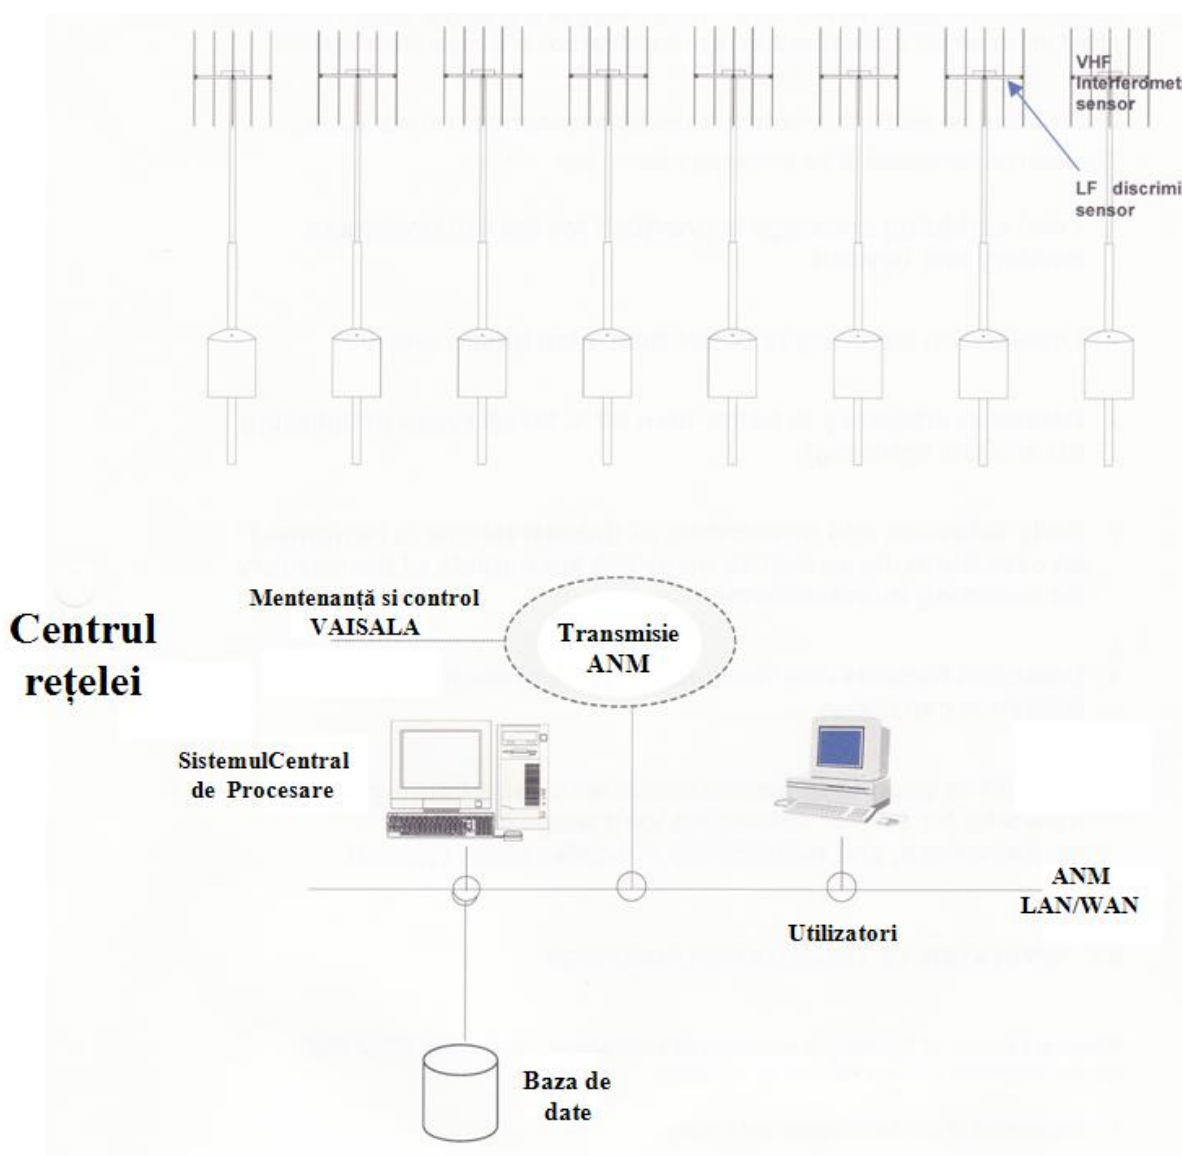 VHF
Interferomet
sensor
LF discrimi
sensor
Mentenanță si control
VAISALA
Transmisie
ANM
Centrul
rețelei
SistemulCentral
de Procesare
ANM
LAN/WAN
Utilizatori
Baza de
date